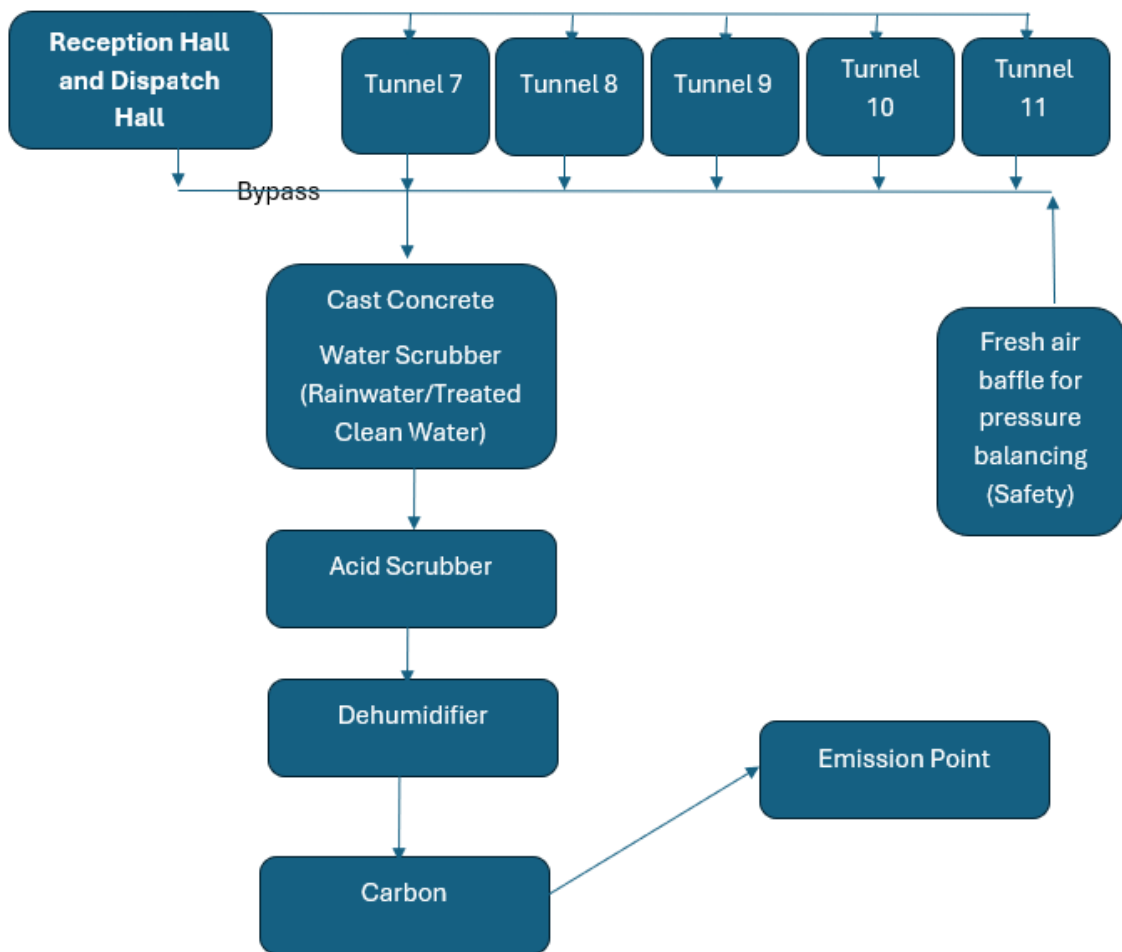 Reception Hall
and Dispatch
Hall
Tunnel 7
Tunnel 8
Tunnel 9
Tunnel
10
Tunnel
11
Bypass
Cast Concrete
Water Scrubber
(Rainwater/Treated
Clean Water)
Fresh air
baffle for
pressure
balancing
(Safety)
Acid Scrubber
Dehumidifier
Emission Point
Carbon